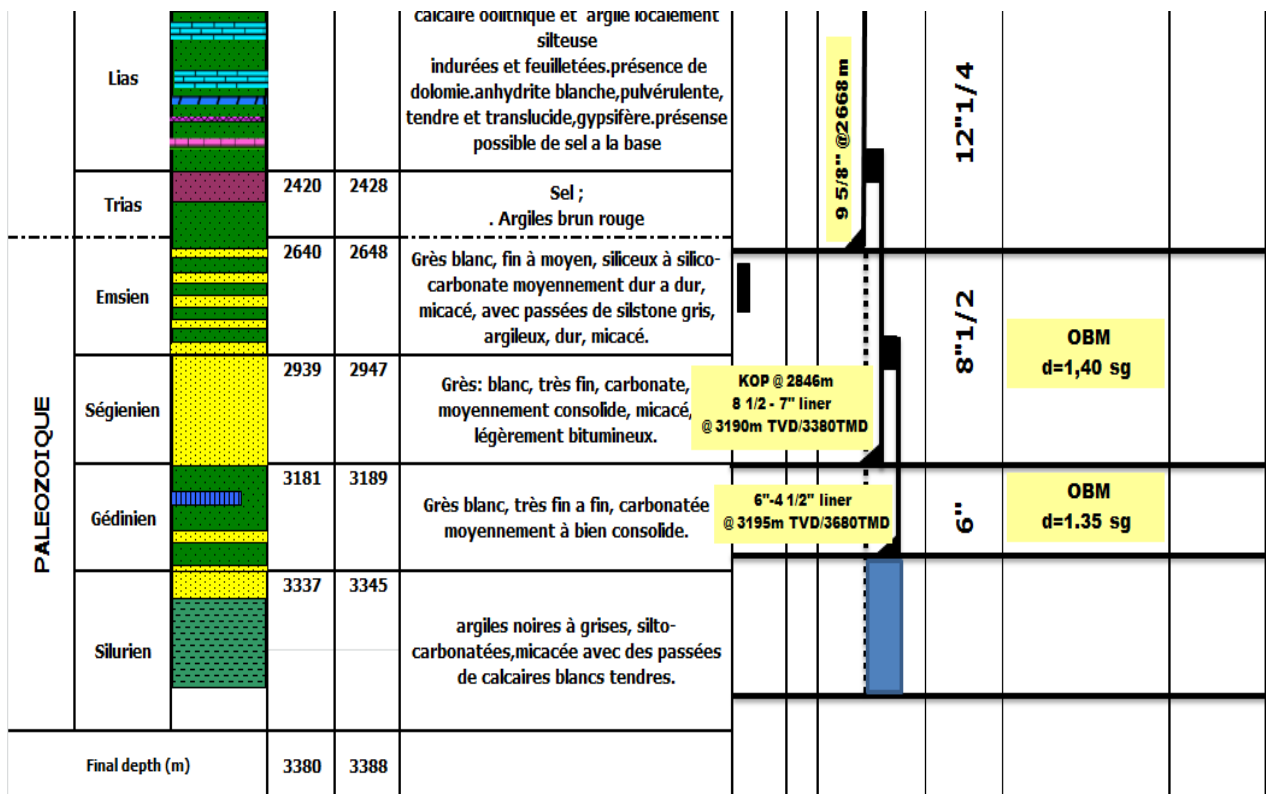 calcaire oolithique et argile localement
silteuse
indurées et feuilletées.présence de
dolomie.anhydrite blanche,pulvérulente,
tendre et translucide,gypsifère.présense
possible de sel a la base
Lias
9 5/8" @2668m
12"1/4
Trias
2420
2428
Sel ;
. Argiles brun rouge
PALEOZOIQUE
Emsien
2640
2648
Grès blanc, fin à moyen, siliceux à silico-
carbonate moyennement dur a dur,
micacé, avec passées de silstone gris,
argileux, dur, micacé.
8"1/2
OBM
d=1,40 sg
Ségienien
2939
2947
Grès: blanc, très fin, carbonate,
moyennement consolide, micacé,
légèrement bitumineux.
KOP @ 2846m
8 1/2 - 7" liner
@ 3190m TVD/3380TMD
Gédinien
3181
3189
Grès blanc, très fin a fin, carbonatée
moyennement à bien consolide.
6"-4 1/2" liner
@ 3195m TVD/3680TMD
6"
OBM
d=1.35 sg
Silurien
3337
3345
argiles noires à grises, silto-
carbonatées,micacée avec des passées
de calcaires blancs tendres.
Final depth (m)
3380
3388